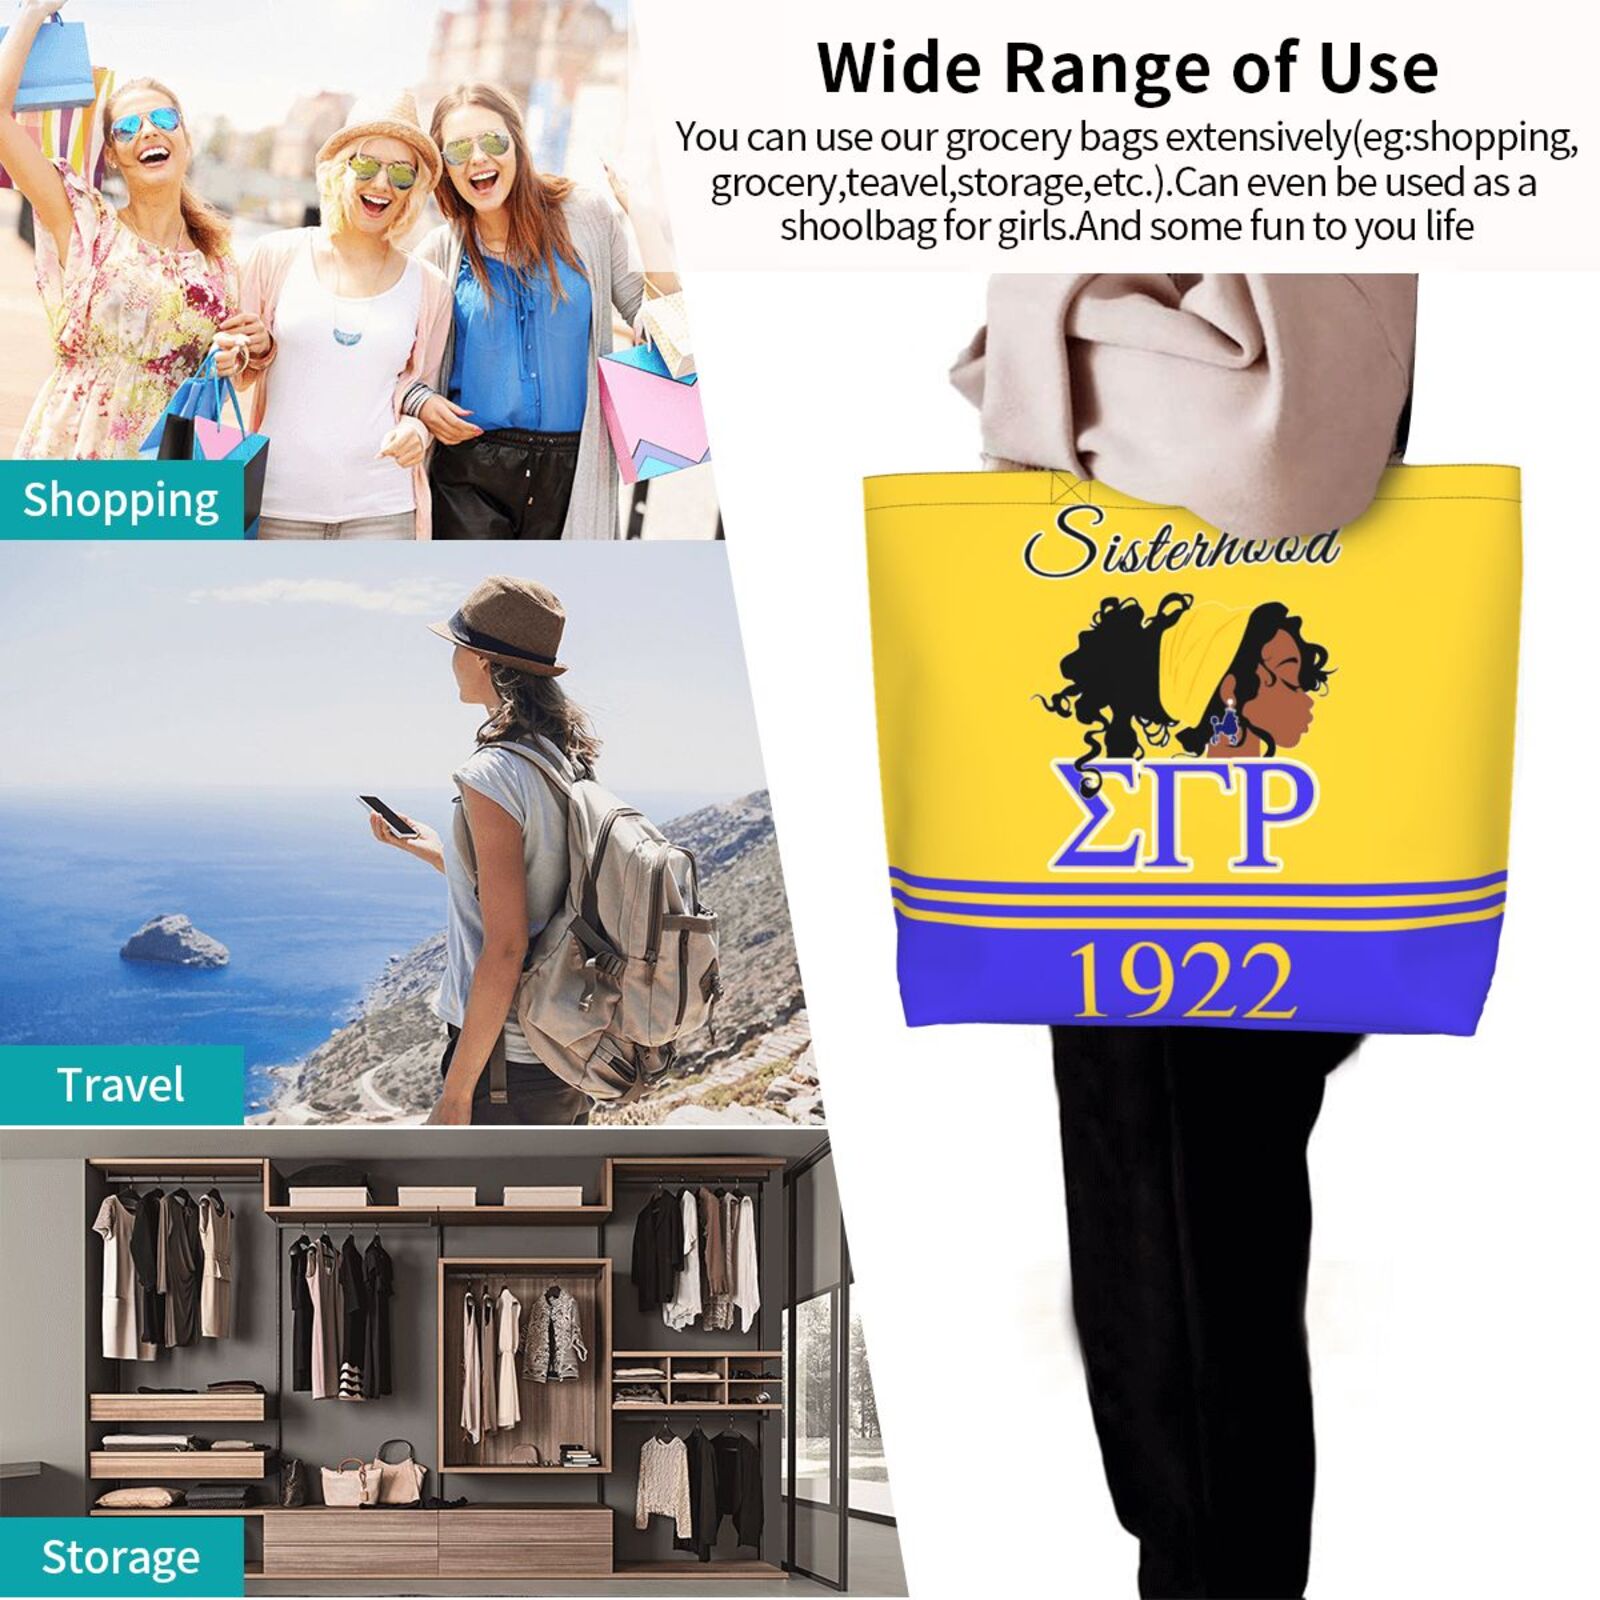 Wide Range of Use
You can use our grocery bags extensively(eg:shopping,
grocery,teavel,storage,etc.).Can even be used as a
shoolbag for girls.And some fun to you life
Shopping
Travel
Storage
Sisterhood
ΣΓΡ
1922